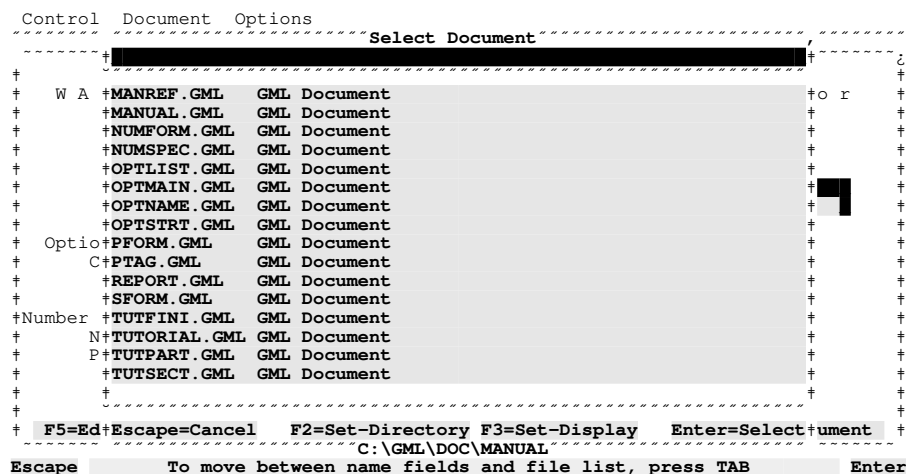 Control Document Options
Select Document
W A MANREF.GML GML Document o r
MANUAL.GML GML Document
NUMFORM.GML GML Document
NUMSPEC.GML GML Document
OPTLIST.GML GML Document
OPTMAIN.GML GML Document
OPTNAME.GML GML Document
OPTSTRT.GML GML Document
Optio PFORM.GML GML Document
C PTAG.GML GML Document
REPORT.GML GML Document
SFORM.GML GML Document
Number TUTFINI.GML GML Document
N TUTORIAL.GML GML Document
P TUTPART.GML GML Document
TUTSECT.GML GML Document
F5=Ed Escape=Cancel F2=Set-Directory F3=Set-Display Enter=Select ument
C:\GML\DOC\MANUAL
Escape To move between name fields and file list, press TAB Enter